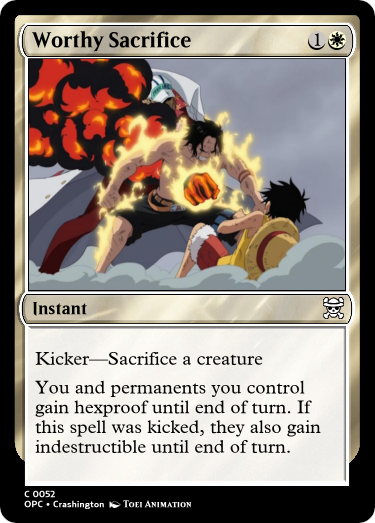 Worthy Sacrifice 1
Instant
Kicker—Sacrifice a creature
You and permanents you control
gain hexproof until end of turn. If
this spell was kicked, they also gain
indestructible until end of turn.
C 0052
OPC • Crashington Toei Animation